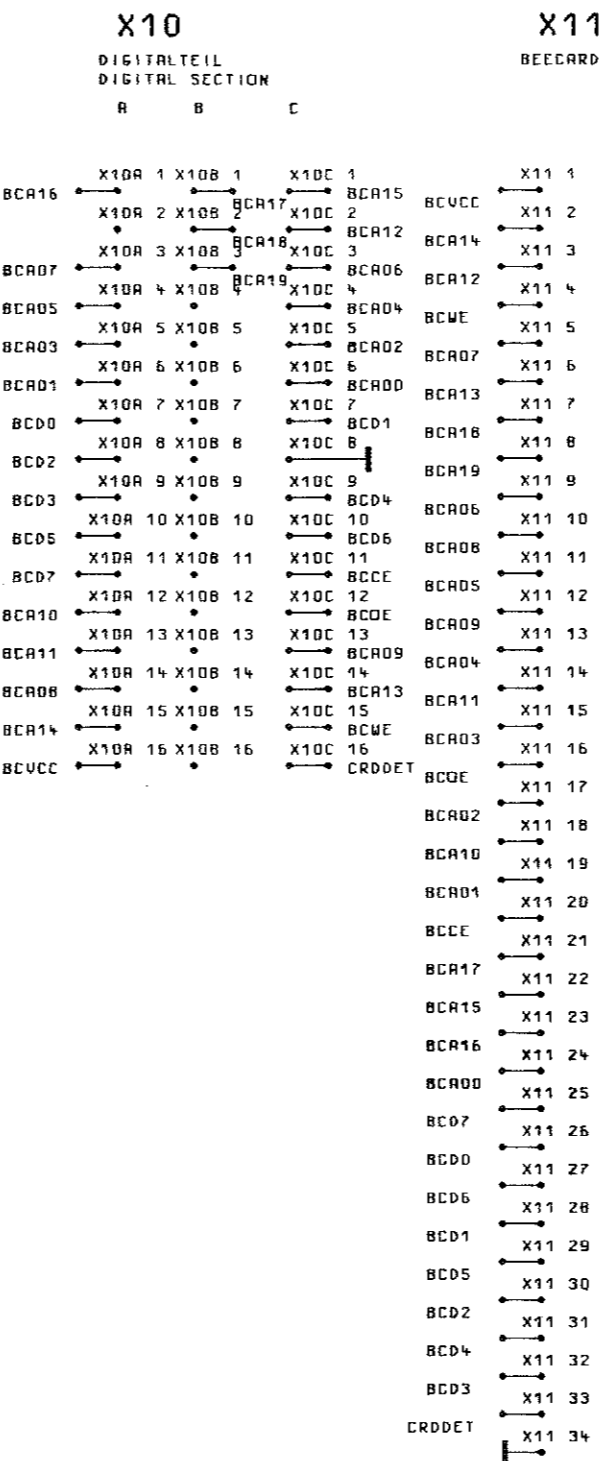 X10 X11
DIGITALTEIL BEECARD
DIGITAL SECTION
A B C
X10A 1 X10B 1 X10C 1 X11 1
BCA16 BCA17 BCA15 BCVCC
X10A 2 X10B 2 X10C 2 X11 2
BCA18 BCA12 BCA14
X10A 3 X10B 3 X10C 3 X11 3
BCA07 BCA19 BCA06 BCA12
X10A 4 X10B 4 X10C 4 X11 4
BCA05 BCA04 BCWE
X10A 5 X10B 5 X10C 5 X11 5
BCA03 BCA02 BCA07
X10A 6 X10B 6 X10C 6 X11 6
BCA01 BCA00 BCA13
X10A 7 X10B 7 X10C 7 X11 7
BCD0 BCD1 BCA18
X10A 8 X10B 8 X10C 8 X11 8
BCD2 BCA19
X10A 9 X10B 9 X10C 9 X11 9
BCD3 BCD4 BCA06
X10A 10 X10B 10 X10C 10 X11 10
BCD5 BCD6 BCA08
X10A 11 X10B 11 X10C 11 X11 11
BCD7 BCCE BCA05
X10A 12 X10B 12 X10C 12 X11 12
BCA10 BCOE BCA09
X10A 13 X10B 13 X10C 13 X11 13
BCA11 BCA09 BCA04
X10A 14 X10B 14 X10C 14 X11 14
BCA08 BCA13 BCA11
X10A 15 X10B 15 X10C 15 X11 15
BCA14 BCWE BCA03
X10A 16 X10B 16 X10C 16 X11 16
BCVCC CRDDET BCOE
X11 17
BCA02
X11 18
BCA10
X11 19
BCA01
X11 20
BCCE
X11 21
BCA17
X11 22
BCA15
X11 23
BCA16
X11 24
BCA00
X11 25
BCD7
X11 26
BCD0
X11 27
BCD6
X11 28
BCD1
X11 29
BCD5
X11 30
BCD2
X11 31
BCD4
X11 32
BCD3
X11 33
CRDDET
X11 34